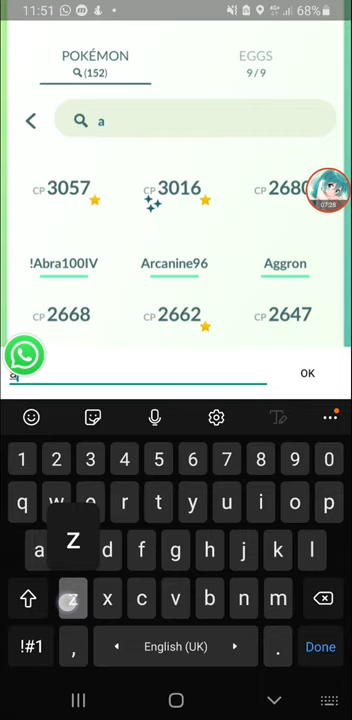 11:51 68%
POKÉMON EGGS
(152) 9/9
a
CP 3057 CP 3016 CP 2680
07:28
!Abra100IV Arcanine96 Aggron
CP 2668 CP 2662 CP 2647
OK
1 2 3 4 5 6 7 8 9 0
q w r t y u i o p
z
a d f g h j k l
z x c v b n m
!#1 , English (UK) . Done